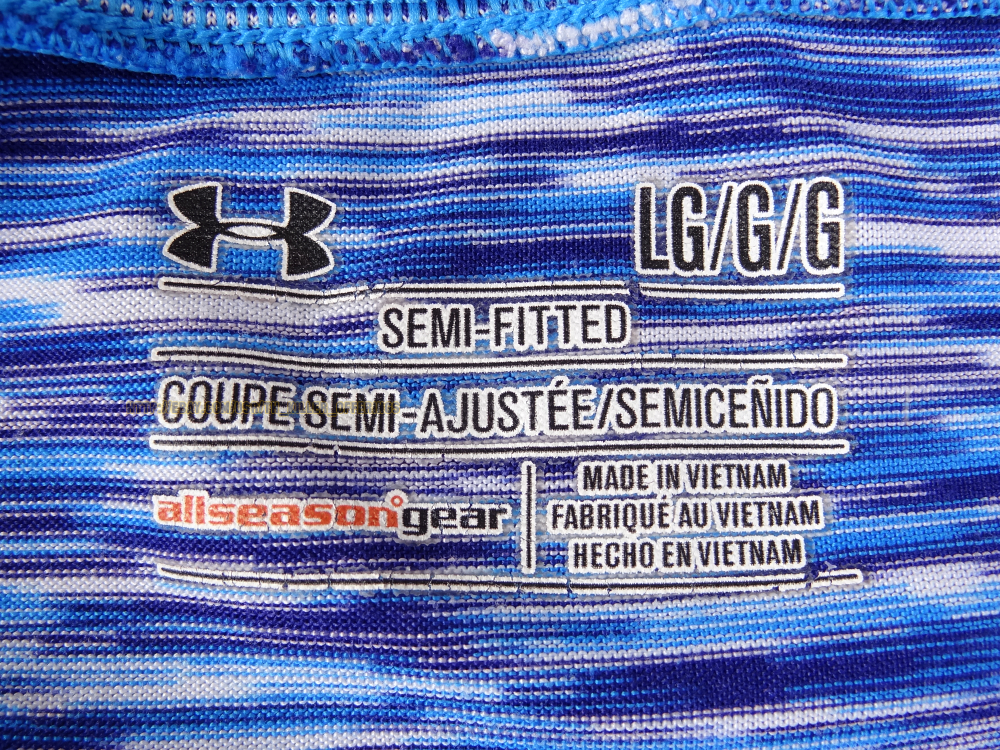 LG/G/G
SEMI-FITTED
COUPE SEMI-AJUSTÉE/SEMICEÑIDO
allseasongear
MADE IN VIETNAM
FABRIQUÉ AU VIETNAM
HECHO EN VIETNAM